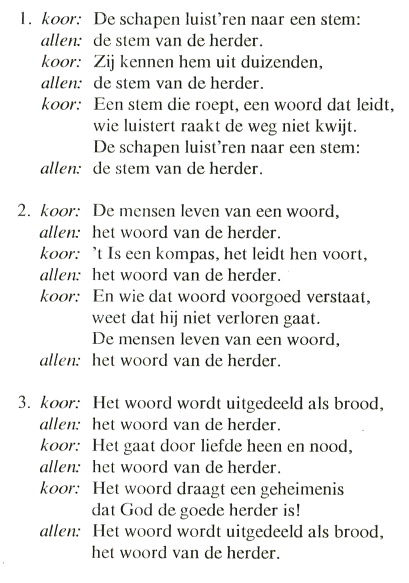 1. koor: De schapen luist'ren naar een stem:
allen: de stem van de herder.
koor: Zij kennen hem uit duizenden,
allen: de stem van de herder.
koor: Een stem die roept, een woord dat leidt,
wie luistert raakt de weg niet kwijt.
De schapen luist'ren naar een stem:
allen: de stem van de herder.
2. koor: De mensen leven van een woord,
allen: het woord van de herder.
koor: 't Is een kompas, het leidt hen voort,
allen: het woord van de herder.
koor: En wie dat woord voorgoed verstaat,
weet dat hij niet verloren gaat.
De mensen leven van een woord,
allen: het woord van de herder.
3. koor: Het woord wordt uitgedeeld als brood,
allen: het woord van de herder.
koor: Het gaat door liefde heen en nood,
allen: het woord van de herder.
koor: Het woord draagt een geheimenis
dat God de goede herder is!
allen: Het woord wordt uitgedeeld als brood,
het woord van de herder.